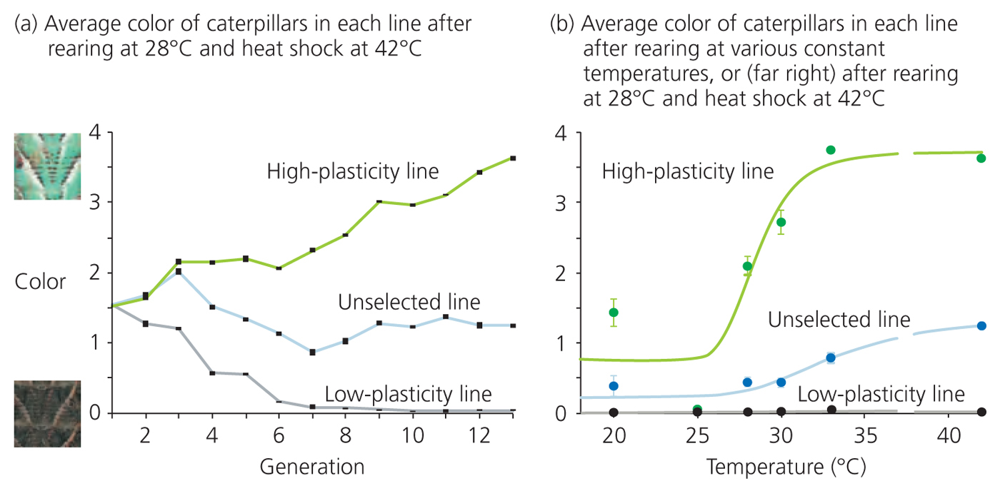 (a) Average color of caterpillars in each line after
rearing at 28°C and heat shock at 42°C
4
3
2
1
0
Color
High-plasticity line
Unselected line
Low-plasticity line
2 4 6 8 10 12
Generation
(b) Average color of caterpillars in each line
after rearing at various constant
temperatures, or (far right) after rearing
at 28°C and heat shock at 42°C
4
3
2
1
0
High-plasticity line
Unselected line
Low-plasticity line
20 25 30 35 40
Temperature (°C)